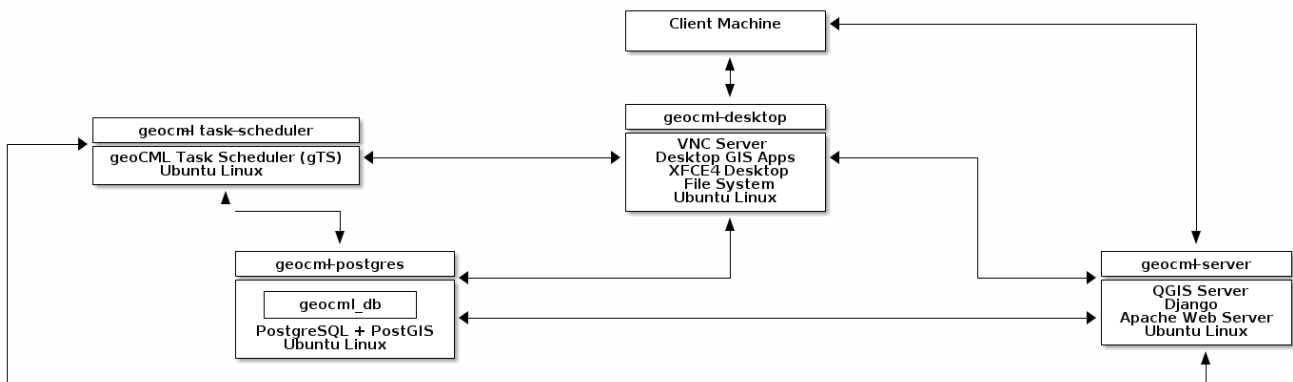 Client Machine
geocml-desktop
VNC Server
Desktop GIS Apps
XFCE4 Desktop
File System
Ubuntu Linux
geocml task-scheduler
geoCML Task Scheduler (gTS)
Ubuntu Linux
geocml-postgres
geocml_db
PostgreSQL + PostGIS
Ubuntu Linux
geocml-server
QGIS Server
Django
Apache Web Server
Ubuntu Linux